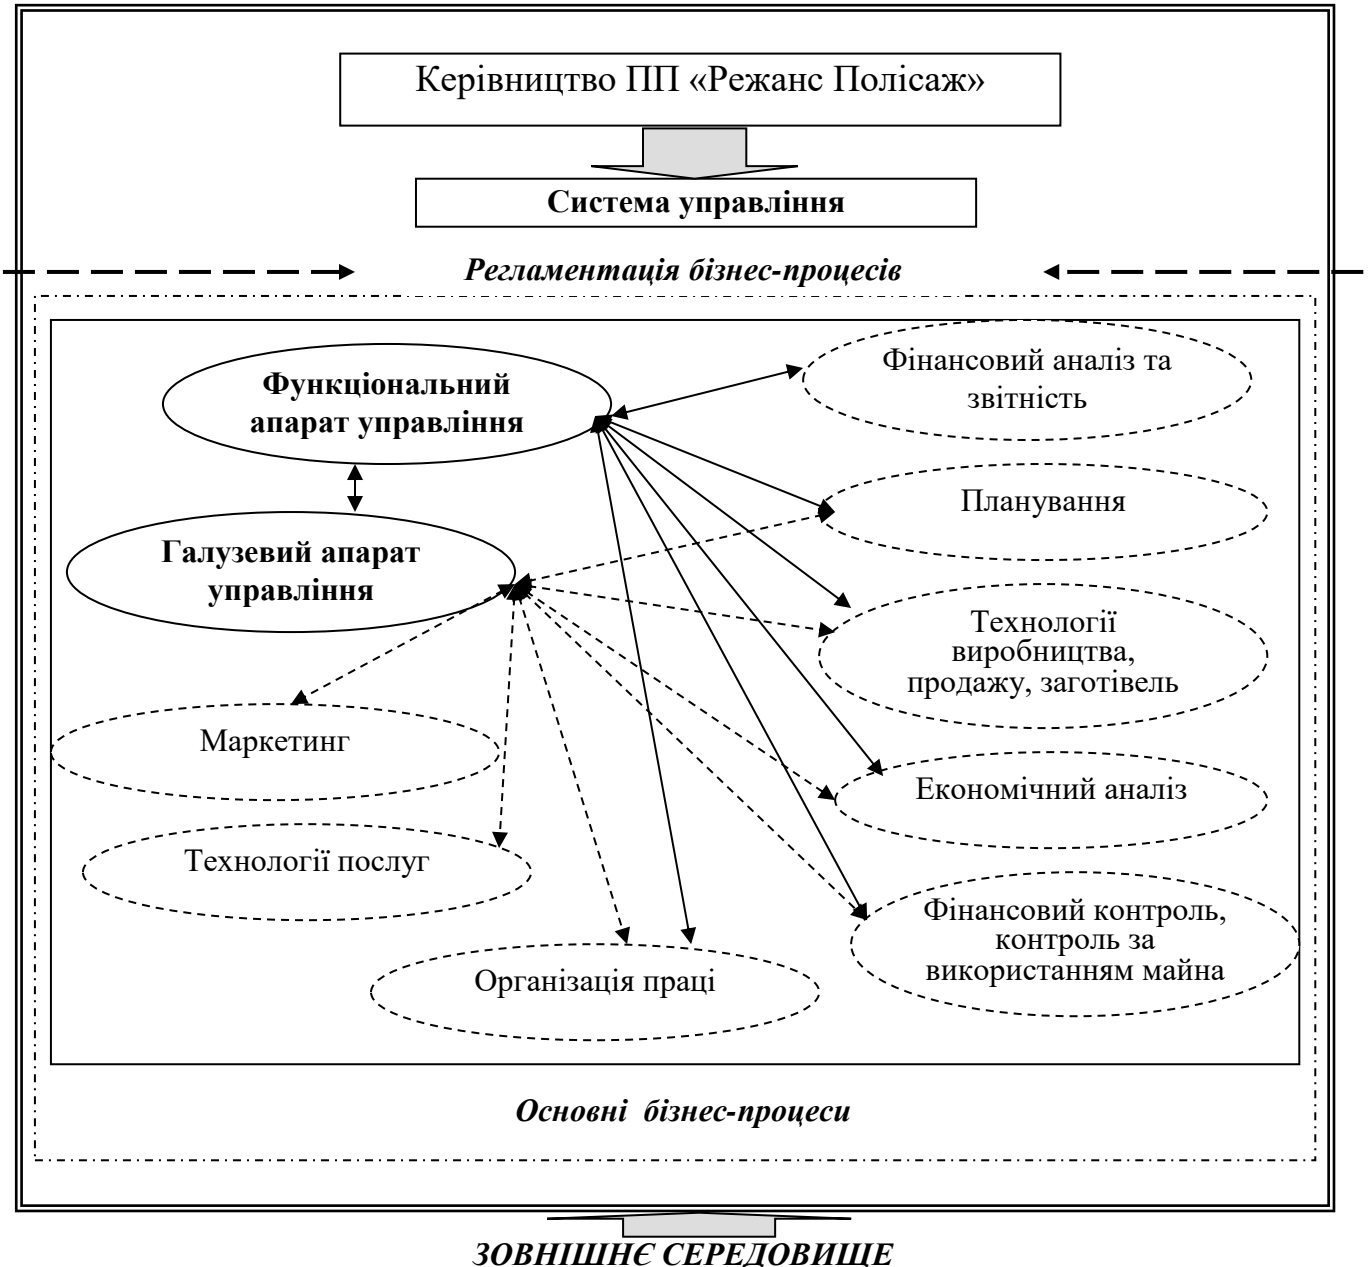 Керівництво ПП «Режанс Полісаж»
Система управління
Регламентація бізнес-процесів
Функціональний
апарат управління
Фінансовий аналіз та
звітність
Планування
Галузевий апарат
управління
Технології
виробництва,
продажу, заготівель
Маркетинг
Економічний аналіз
Технології послуг
Фінансовий контроль,
контроль за
використанням майна
Організація праці
Основні бізнес-процеси
ЗОВНІШНЄ СЕРЕДОВИЩЕ